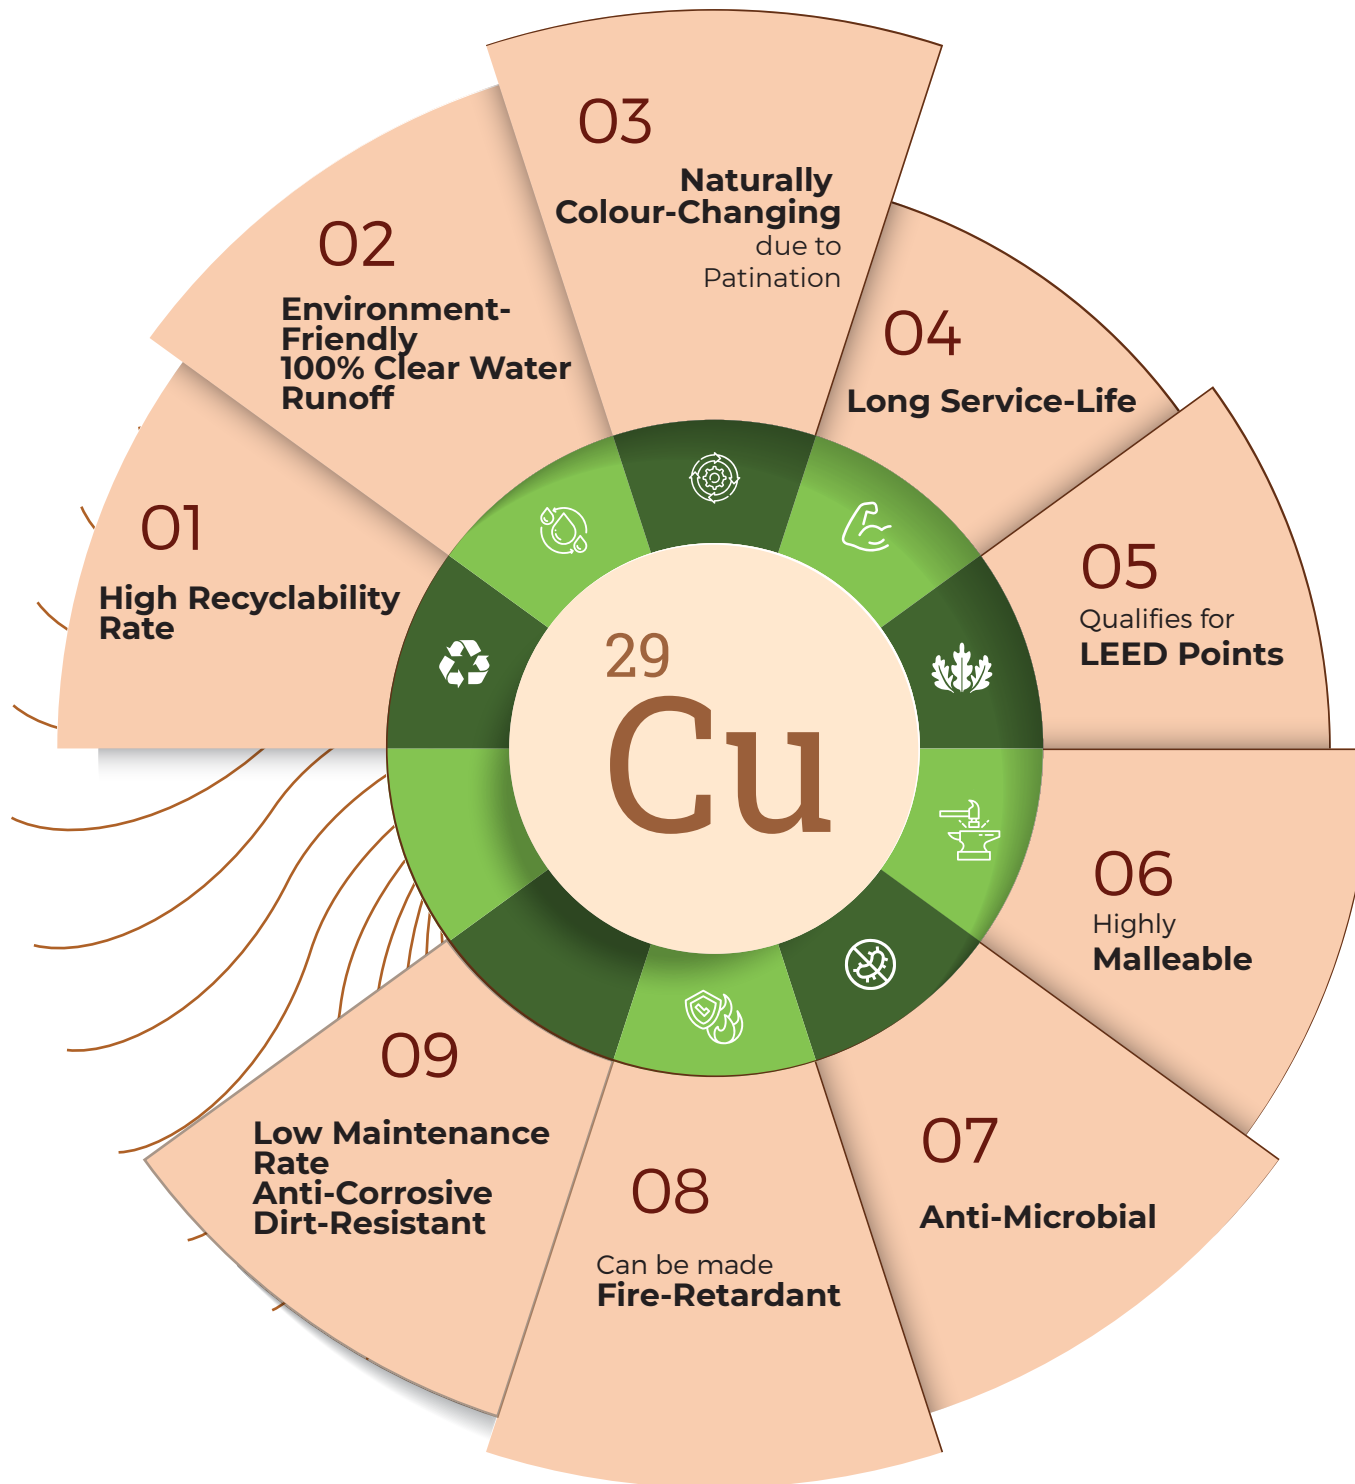 03
Naturally
Colour-Changing
due to
Patination
02
Environment-
Friendly
100% Clear Water
Runoff
04
Long Service-Life
01
High Recyclability
Rate
05
Qualifies for
LEED Points
29
Cu
06
Highly
Malleable
09
Low Maintenance
Rate
Anti-Corrosive
Dirt-Resistant
08
Can be made
Fire-Retardant
07
Anti-Microbial